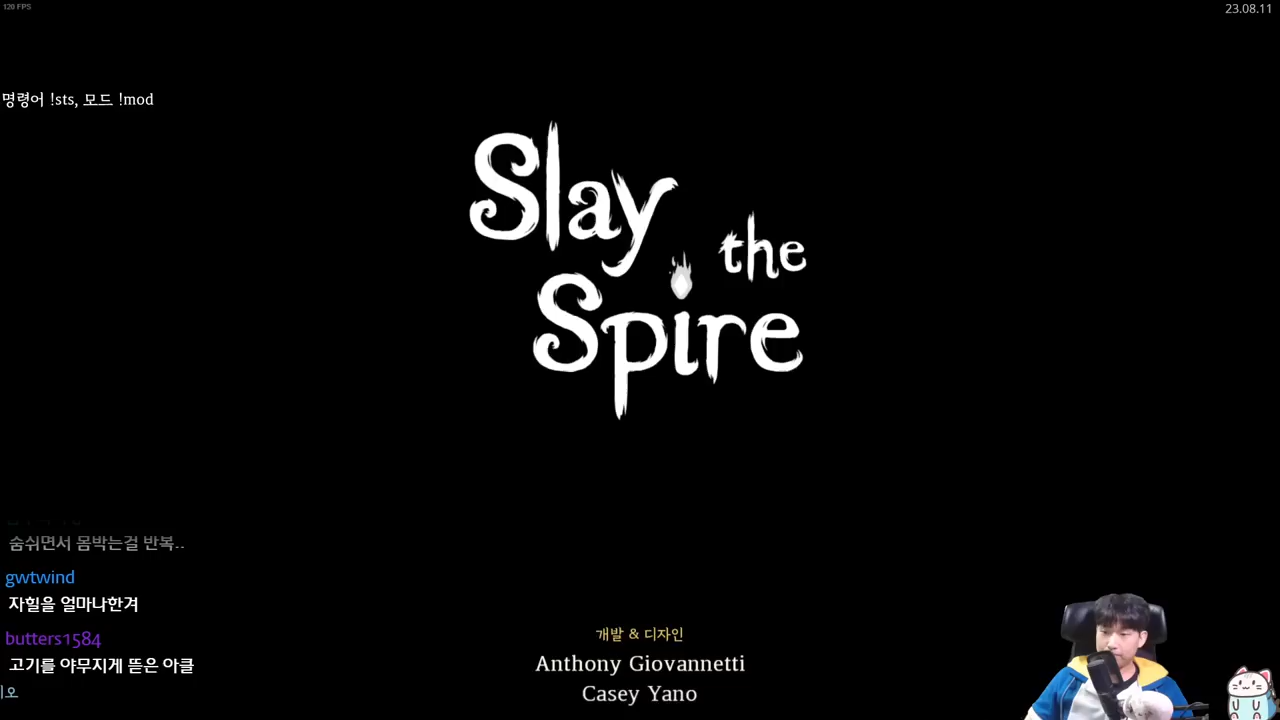 120 FPS
23.08.11
명령어 !sts, 모드 !mod
Slay
the
Spire
숨쉬면서 몸박는걸 반복..
gwtwind
자힐을 얼마나한겨
butters1584
고기를 야무지게 뜯은 아클
개발 & 디자인
Anthony Giovannetti
Casey Yano